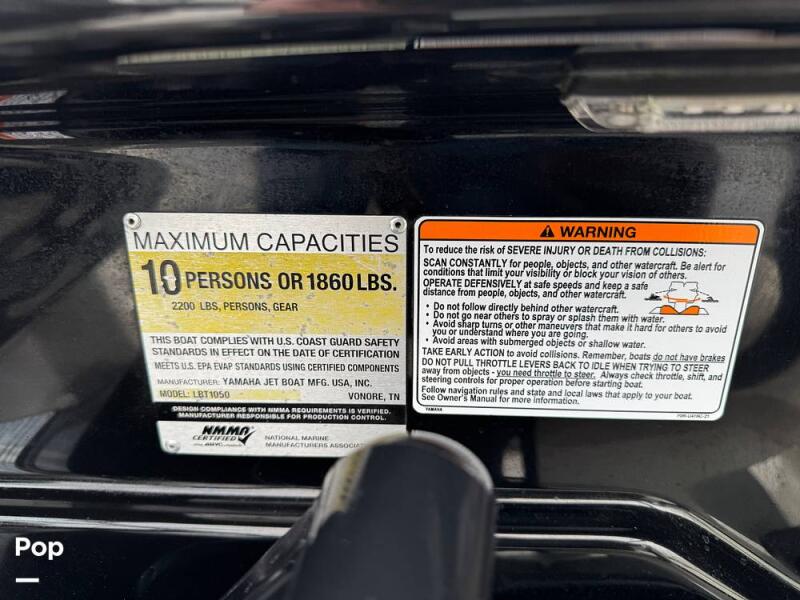 MAXIMUM CAPACITIES
10 PERSONS OR 1860 LBS.
2200 LBS, PERSONS, GEAR
THIS BOAT COMPLIES WITH U.S. COAST GUARD SAFETY
STANDARDS IN EFFECT ON THE DATE OF CERTIFICATION
MEETS U.S. EPA EVAP STANDARDS USING CERTIFIED COMPONENTS
MANUFACTURER: YAMAHA JET BOAT MFG. USA, INC.
MODEL: LBT1050 VONORE, TN
DESIGN COMPLIANCE WITH NMMA REQUIREMENTS IS VERIFIED.
MANUFACTURER RESPONSIBLE FOR PRODUCTION CONTROL.
NMMA
CERTIFIED
NATIONAL MARINE
MANUFACTURERS
WARNING
To reduce the risk of SEVERE INJURY OR DEATH FROM COLLISIONS:
SCAN CONSTANTLY for people, objects, and other watercraft. Be alert for
conditions that limit your visibility or block your vision of others.
OPERATE DEFENSIVELY at safe speeds and keep a safe
distance from people, objects, and other watercraft.
• Do not follow directly behind other watercraft.
• Do not go near others to spray or splash them with water.
• Avoid sharp turns or other maneuvers that make it hard for others to avoid
you or understand where you are going.
• Avoid areas with submerged objects or shallow water.
TAKE EARLY ACTION to avoid collisions. Remember, boats do not have brakes
DO NOT PULL THROTTLE LEVERS BACK TO IDLE WHEN TRYING TO STEER
away from objects - you need throttle to steer. Always check throttle, shift, and
steering controls for proper operation before starting boat.
Follow navigation rules and state and local laws that apply to your boat.
See Owner's Manual for more information.
YAMAHA
Pop